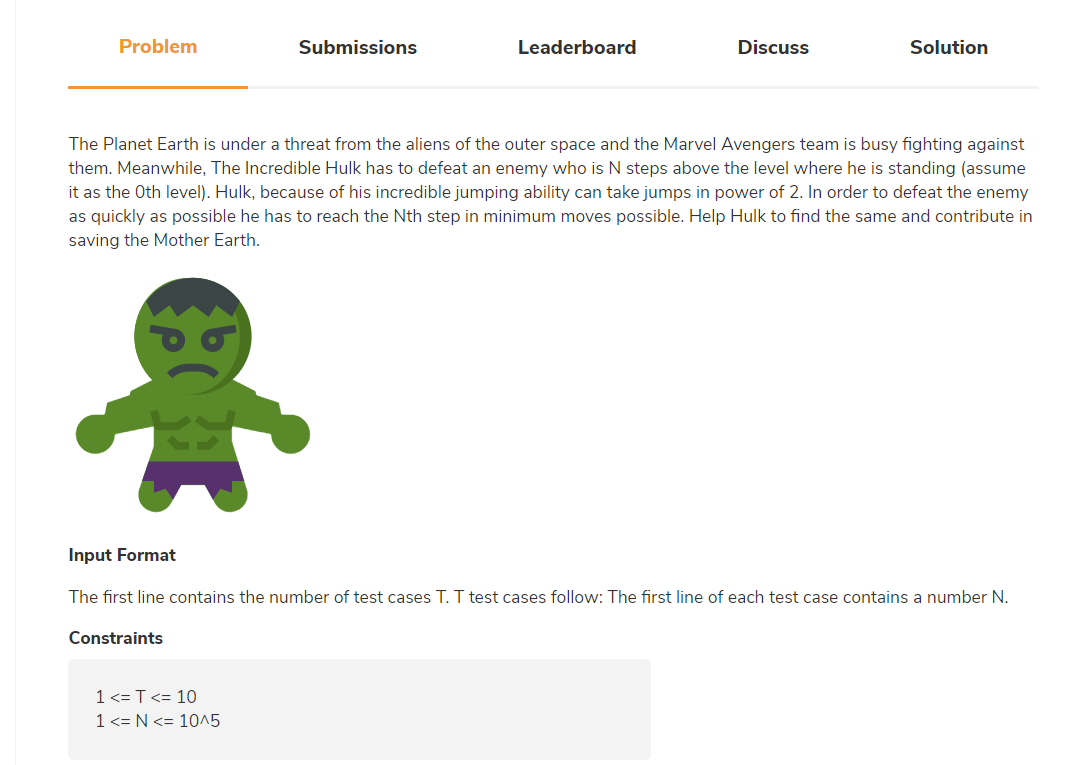 Problem
Submissions
Leaderboard
Discuss
Solution
The Planet Earth is under a threat from the aliens of the outer space and the Marvel Avengers team is busy fighting against
them. Meanwhile, The Incredible Hulk has to defeat an enemy who is N steps above the level where he is standing (assume
it as the 0th level). Hulk, because of his incredible jumping ability can take jumps in power of 2. In order to defeat the enemy
as quickly as possible he has to reach the Nth step in minimum moves possible. Help Hulk to find the same and contribute in
saving the Mother Earth.
Input Format
The first line contains the number of test cases T. T test cases follow: The first line of each test case contains a number N.
Constraints
1 <= T <= 10
1 <= N <= 10^5